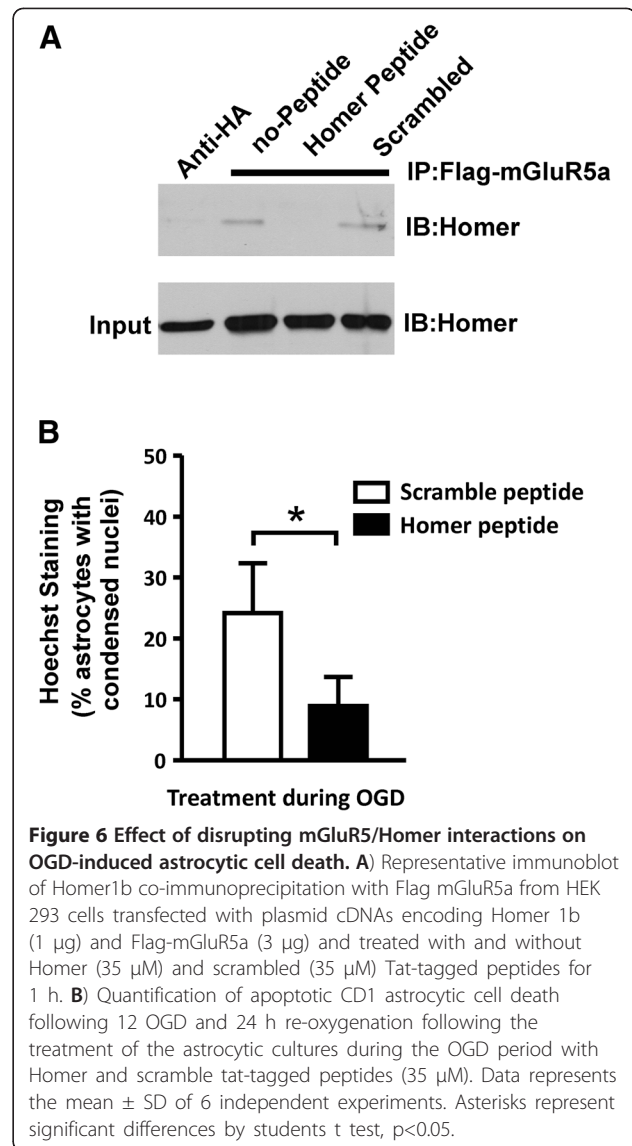 A
Anti-HA
no-Peptide
Homer Peptide
Scrambled
IP:Flag-mGluR5a
IB:Homer
Input
IB:Homer
B
Hoechst Staining
(% astrocytes with
condensed nuclei)
50
40
30
20
10
0
*
Scramble peptide
Homer peptide
Treatment during OGD
Figure 6 Effect of disrupting mGluR5/Homer interactions on
OGD-induced astrocytic cell death. A) Representative immunoblot
of Homer1b co-immunoprecipitation with Flag mGluR5a from HEK
293 cells transfected with plasmid cDNAs encoding Homer 1b
(1 μg) and Flag-mGluR5a (3 μg) and treated with and without
Homer (35 μM) and scrambled (35 μM) Tat-tagged peptides for
1 h. B) Quantification of apoptotic CD1 astrocytic cell death
following 12 OGD and 24 h re-oxygenation following the
treatment of the astrocytic cultures during the OGD period with
Homer and scramble tat-tagged peptides (35 μM). Data represents
the mean ± SD of 6 independent experiments. Asterisks represent
significant differences by students t test, p<0.05.